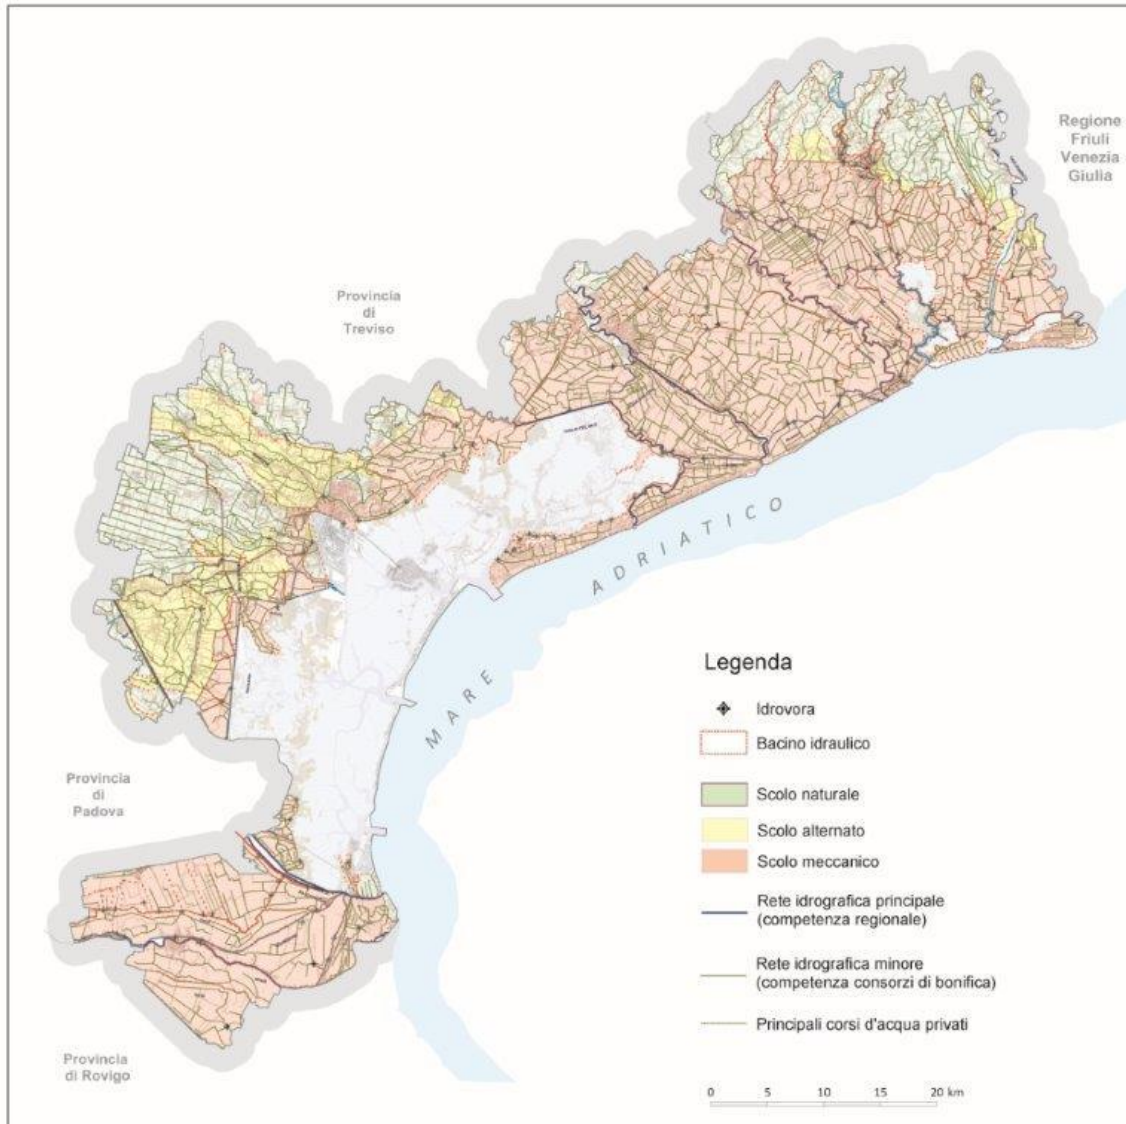 Regione
Friuli
Venezia
Giulia
Provincia
di
Treviso
MARE ADRIATICO
Provincia
di
Padova
Provincia
di Rovigo
Legenda
Idrovora
Bacino idraulico
Scolo naturale
Scolo alternato
Scolo meccanico
Rete idrografica principale
(competenza regionale)
Rete idrografica minore
(competenza consorzi di bonifica)
Principali corsi d'acqua privati
0 5 10 15 20 km